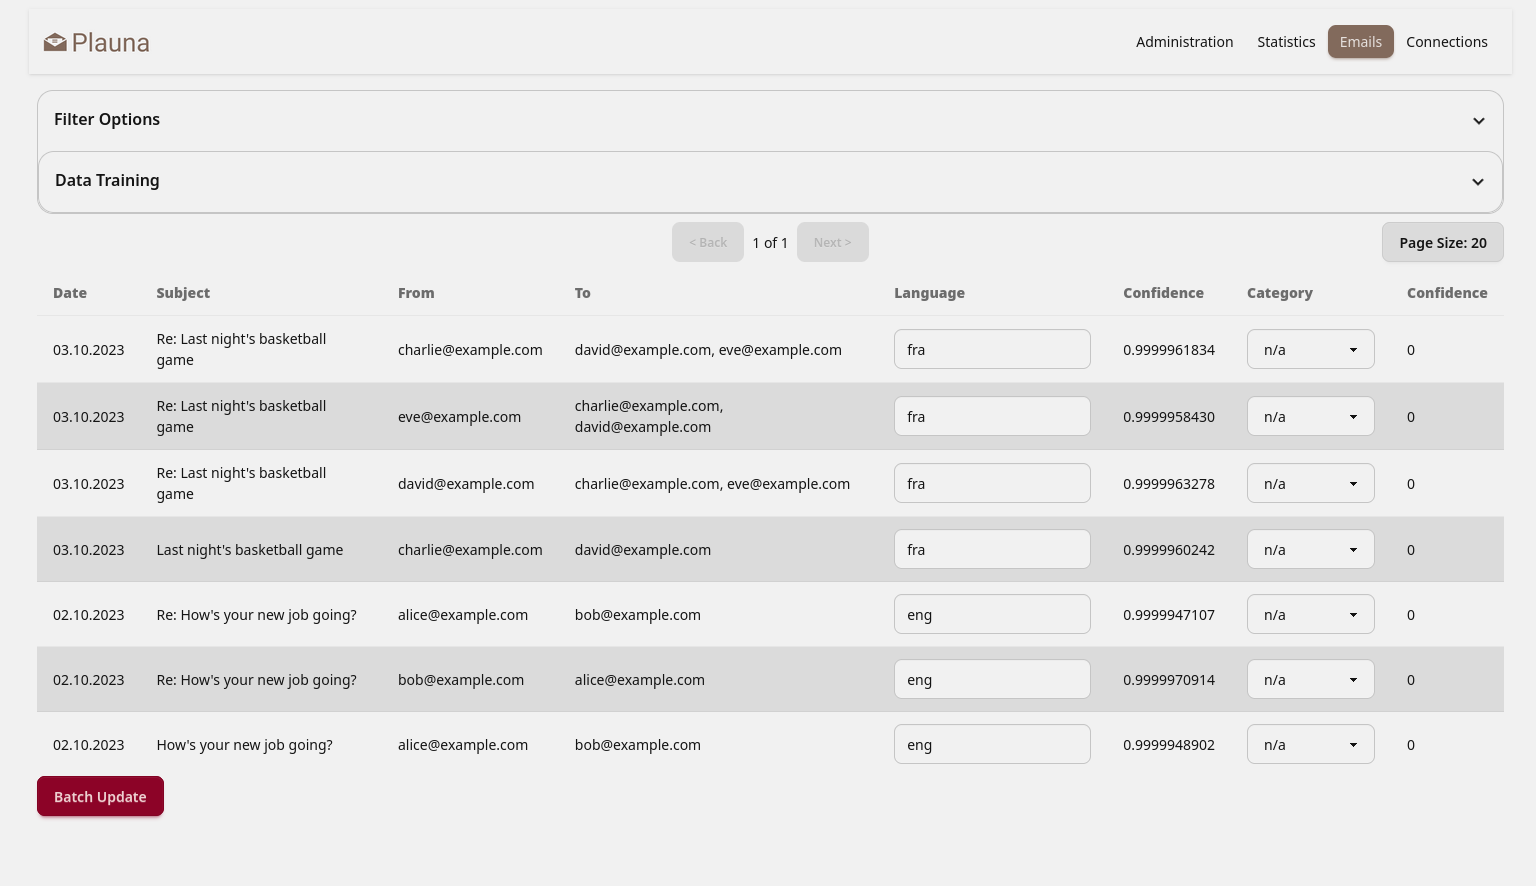 Plauna
Administration Statistics Emails Connections
Filter Options
Data Training
< Back 1 of 1 Next > Page Size: 20
Date Subject From To Language Confidence Category Confidence
03.10.2023 Re: Last night's basketball game charlie@example.com david@example.com, eve@example.com fra 0.9999961834 n/a 0
03.10.2023 Re: Last night's basketball game eve@example.com charlie@example.com, david@example.com fra 0.9999958430 n/a 0
03.10.2023 Re: Last night's basketball game david@example.com charlie@example.com, eve@example.com fra 0.9999963278 n/a 0
03.10.2023 Last night's basketball game charlie@example.com david@example.com fra 0.9999960242 n/a 0
02.10.2023 Re: How's your new job going? alice@example.com bob@example.com eng 0.9999947107 n/a 0
02.10.2023 Re: How's your new job going? bob@example.com alice@example.com eng 0.9999970914 n/a 0
02.10.2023 How's your new job going? alice@example.com bob@example.com eng 0.9999948902 n/a 0
Batch Update